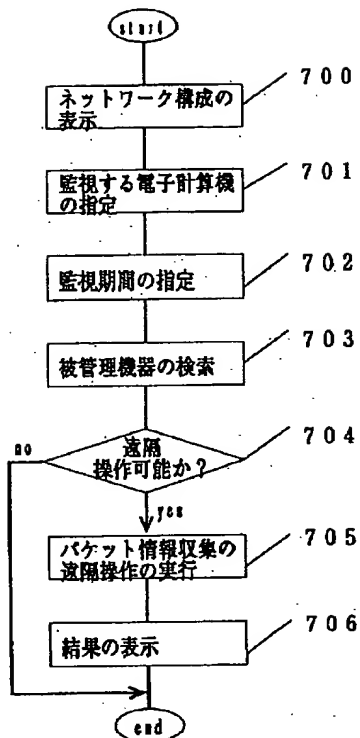 start
ネットワーク構成の
表示
700
監視する電子計算機
の指定
701
監視期間の指定
702
被管理機器の検索
703
遠隔
操作可能か？
704
no
yes
パケット情報収集の
遠隔操作の実行
705
結果の表示
706
end